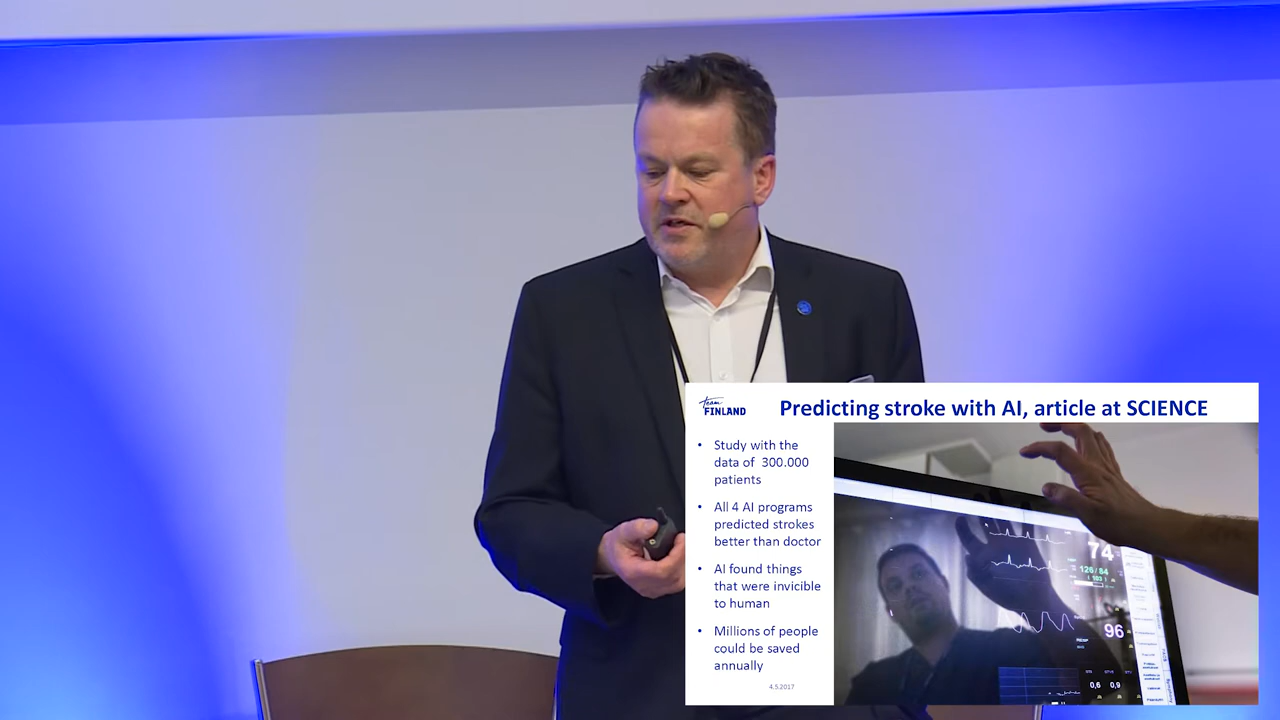 team
FINLAND
Predicting stroke with AI, article at SCIENCE
• Study with the
data of 300.000
patients
• All 4 AI programs
predicted strokes
better than doctor
• AI found things
that were invicible
to human
• Millions of people
could be saved
annually
4.5.2017
74
126 / 84
( 103 )
96
0,6 0,9